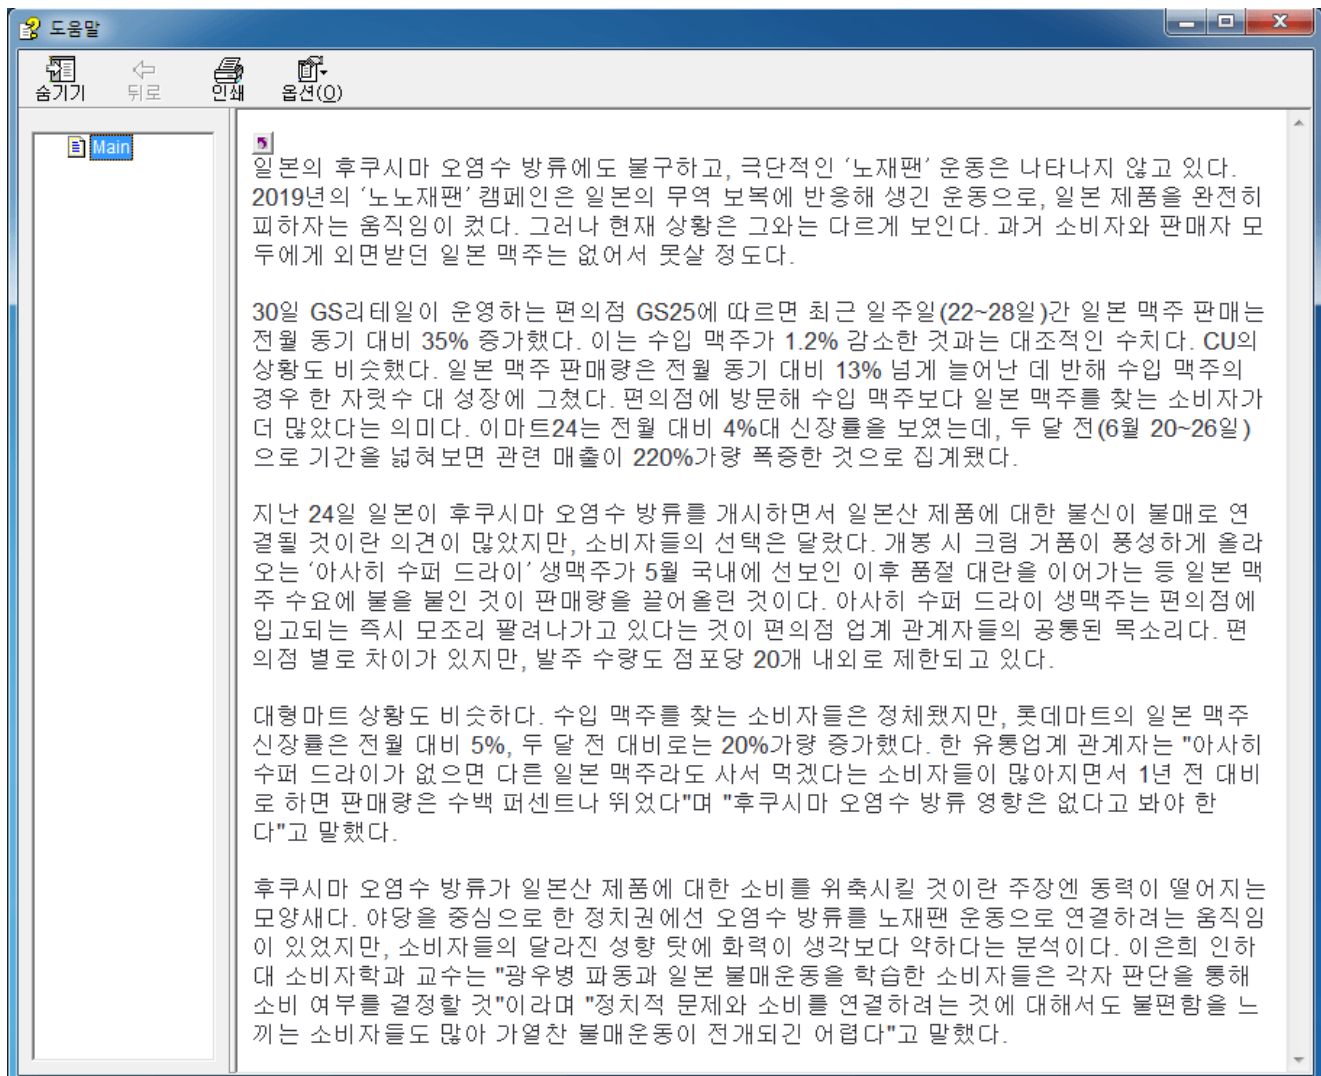 도움말
숨기기
뒤로
인쇄
옵션(O)
Main
일본의 후쿠시마 오염수 방류에도 불구하고, 극단적인 ‘노재팬’ 운동은 나타나지 않고 있다.
2019년의 ‘노노재팬’ 캠페인은 일본의 무역 보복에 반응해 생긴 운동으로, 일본 제품을 완전히
피하자는 움직임이 컸다. 그러나 현재 상황은 그와는 다르게 보인다. 과거 소비자와 판매자 모
두에게 외면받던 일본 맥주는 없어서 못살 정도다.
30일 GS리테일이 운영하는 편의점 GS25에 따르면 최근 일주일(22~28일)간 일본 맥주 판매는
전월 동기 대비 35% 증가했다. 이는 수입 맥주가 1.2% 감소한 것과는 대조적인 수치다. CU의
상황도 비슷했다. 일본 맥주 판매량은 전월 동기 대비 13% 넘게 늘어난 데 반해 수입 맥주의
경우 한 자릿수 대 성장에 그쳤다. 편의점에 방문해 수입 맥주보다 일본 맥주를 찾는 소비자가
더 많았다는 의미다. 이마트24는 전월 대비 4%대 신장률을 보였는데, 두 달 전(6월 20~26일)
으로 기간을 넓혀보면 관련 매출이 220%가량 폭증한 것으로 집계됐다.
지난 24일 일본이 후쿠시마 오염수 방류를 개시하면서 일본산 제품에 대한 불신이 불매로 연
결될 것이란 의견이 많았지만, 소비자들의 선택은 달랐다. 개봉 시 크림 거품이 풍성하게 올라
오는 ‘아사히 수퍼 드라이’ 생맥주가 5월 국내에 선보인 이후 품절 대란을 이어가는 등 일본 맥
주 수요에 불을 붙인 것이 판매량을 끌어올린 것이다. 아사히 수퍼 드라이 생맥주는 편의점에
입고되는 즉시 모조리 팔려나가고 있다는 것이 편의점 업계 관계자들의 공통된 목소리다. 편
의점 별로 차이가 있지만, 발주 수량도 점포당 20개 내외로 제한되고 있다.
대형마트 상황도 비슷하다. 수입 맥주를 찾는 소비자들은 정체됐지만, 롯데마트의 일본 맥주
신장률은 전월 대비 5%, 두 달 전 대비로는 20%가량 증가했다. 한 유통업계 관계자는 "아사히
수퍼 드라이가 없으면 다른 일본 맥주라도 사서 먹겠다는 소비자들이 많아지면서 1년 전 대비
로 하면 판매량은 수백 퍼센트나 뛰었다"며 "후쿠시마 오염수 방류 영향은 없다고 봐야 한
다"고 말했다.
후쿠시마 오염수 방류가 일본산 제품에 대한 소비를 위축시킬 것이란 주장엔 동력이 떨어지는
모양새다. 야당을 중심으로 한 정치권에선 오염수 방류를 노재팬 운동으로 연결하려는 움직임
이 있었지만, 소비자들의 달라진 성향 탓에 화력이 생각보다 약하다는 분석이다. 이은희 인하
대 소비자학과 교수는 "광우병 파동과 일본 불매운동을 학습한 소비자들은 각자 판단을 통해
소비 여부를 결정할 것"이라며 "정치적 문제와 소비를 연결하려는 것에 대해서도 불편함을 느
끼는 소비자들도 많아 가열찬 불매운동이 전개되긴 어렵다"고 말했다.